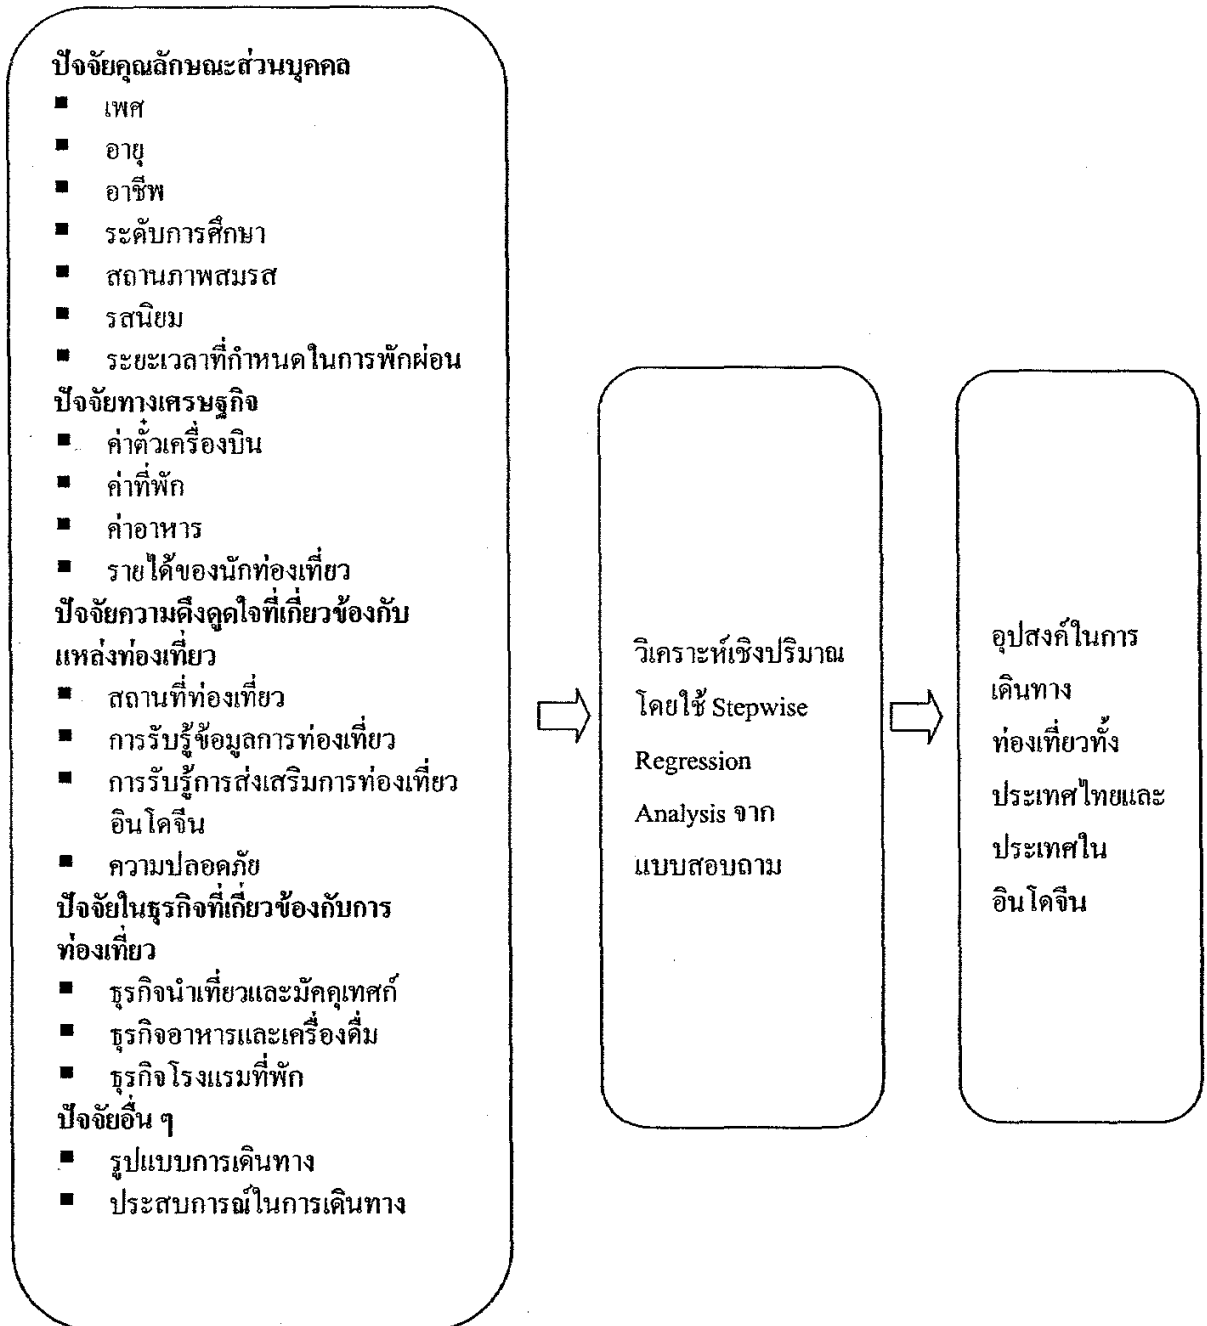 ปัจจัยคุณลักษณะส่วนบุคคล
▪ เพศ
▪ อายุ
▪ อาชีพ
▪ ระดับการศึกษา
▪ สถานภาพสมรส
▪ รสนิยม
▪ ระยะเวลาที่กำหนดในการพักผ่อน
ปัจจัยทางเศรษฐกิจ
▪ ค่าตั๋วเครื่องบิน
▪ ค่าที่พัก
▪ ค่าอาหาร
▪ รายได้ของนักท่องเที่ยว
ปัจจัยความดึงดูดใจที่เกี่ยวข้องกับ
แหล่งท่องเที่ยว
▪ สถานที่ท่องเที่ยว
▪ การรับรู้ข้อมูลการท่องเที่ยว
▪ การรับรู้การส่งเสริมการท่องเที่ยว
อินโดจีน
▪ ความปลอดภัย
ปัจจัยในธุรกิจที่เกี่ยวข้องกับการ
ท่องเที่ยว
▪ ธุรกิจนำเที่ยวและมัคคุเทศก์
▪ ธุรกิจอาหารและเครื่องดื่ม
▪ ธุรกิจโรงแรมที่พัก
ปัจจัยอื่น ๆ
▪ รูปแบบการเดินทาง
▪ ประสบการณ์ในการเดินทาง
วิเคราะห์เชิงปริมาณ
โดยใช้ Stepwise
Regression
Analysis จาก
แบบสอบถาม
อุปสงค์ในการ
เดินทาง
ท่องเที่ยวทั้ง
ประเทศไทยและ
ประเทศใน
อินโดจีน